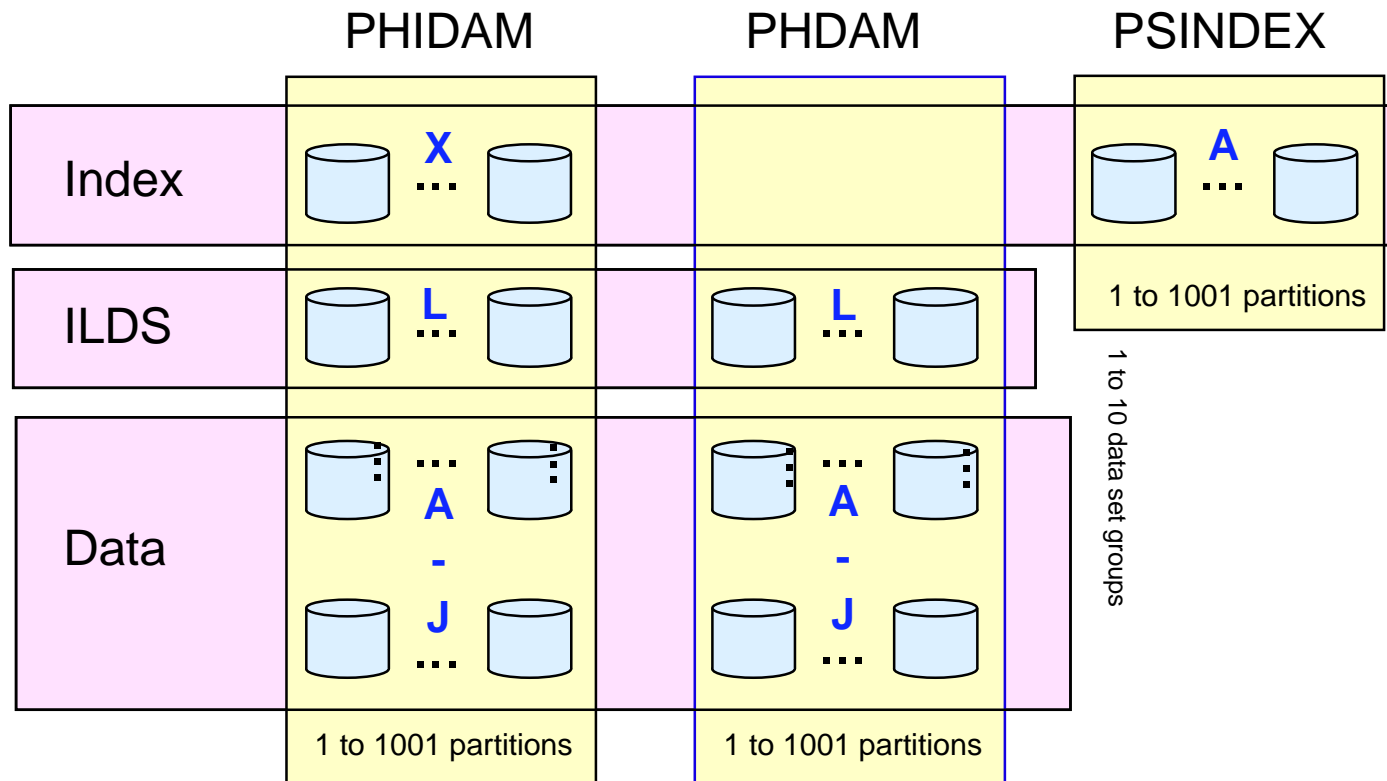 PHIDAM PHDAM PSINDEX
Index X ... A ...
ILDS L ... L ...
1 to 1001 partitions
Data
... A - J ...
... A - J ...
1 to 10 data set groups
1 to 1001 partitions 1 to 1001 partitions